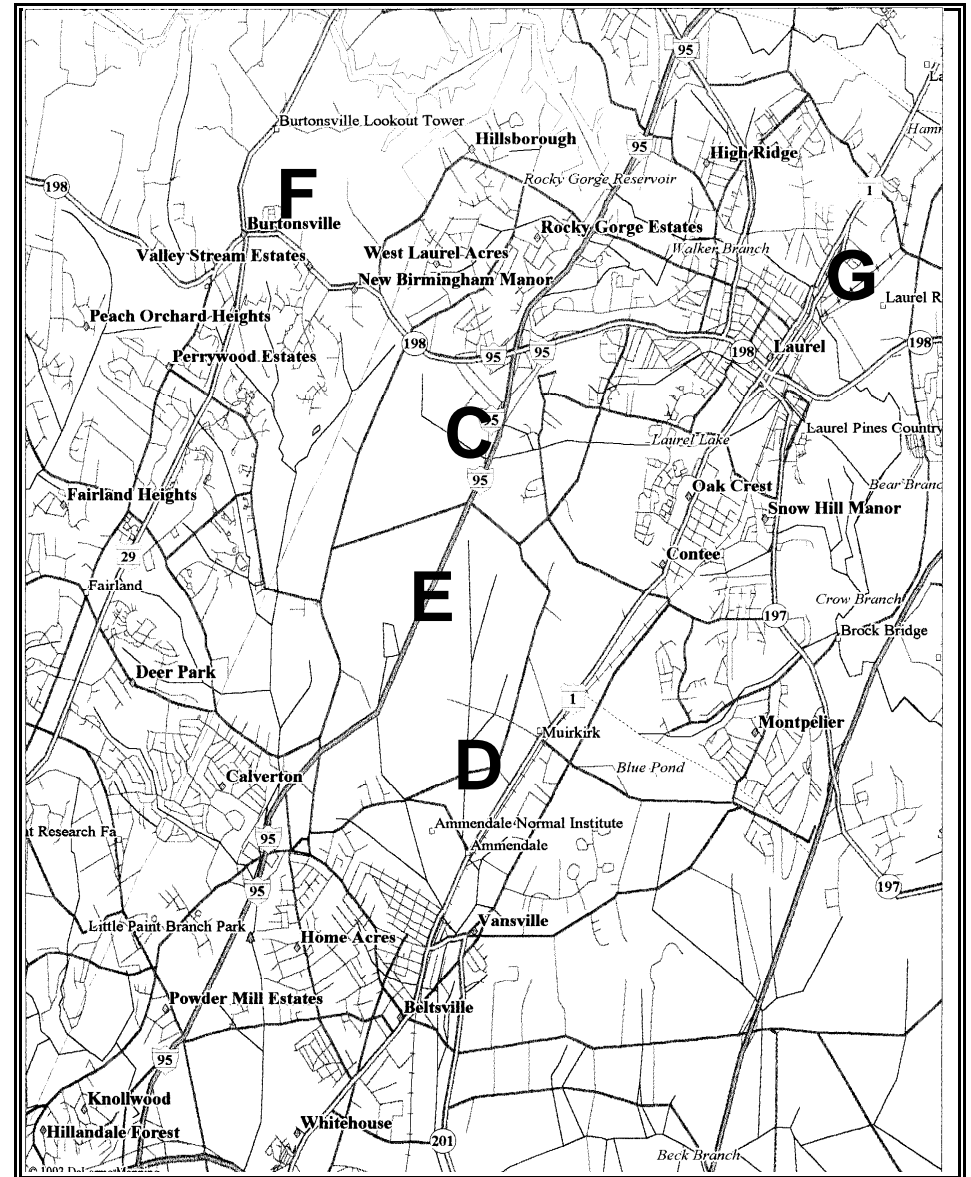 95
Burtonsville Lookout Tower
Hillsborough
95
High Ridge
Rocky Gorge Reservoir
198
F
1
Burtonsville
Rocky Gorge Estates
Valley Stream Estates
West Laurel Acres
Walker Branch
New Birmingham Manor
G
Laurel R
Peach Orchard Heights
198
95
95
198
Laurel
198
Perrywood Estates
C
95
Laurel Lake
Laurel Pines Country
95
Oak Crest
Bear Branc
Fairland Heights
Snow Hill Manor
29
Contee
Fairland
E
Crow Branch
197
Brock Bridge
Deer Park
1
Montpelier
Muirkirk
D
Blue Pond
Calverton
Ammendale Normal Institute
t Research Fa
95
Ammendale
95
197
Little Paint Branch Park
Vansville
Home Acres
Powder Mill Estates
Beltsville
95
Knollwood
Hillandale Forest
Whitehouse
201
Beck Branch